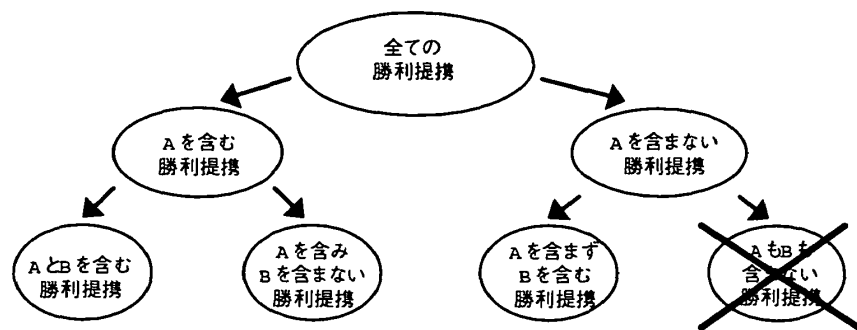 全ての
勝利提携
Aを含む
勝利提携
Aを含まない
勝利提携
AとBを含む
勝利提携
Aを含み
Bを含まない
勝利提携
Aを含まず
Bを含む
勝利提携
AもBも
含まない
勝利提携